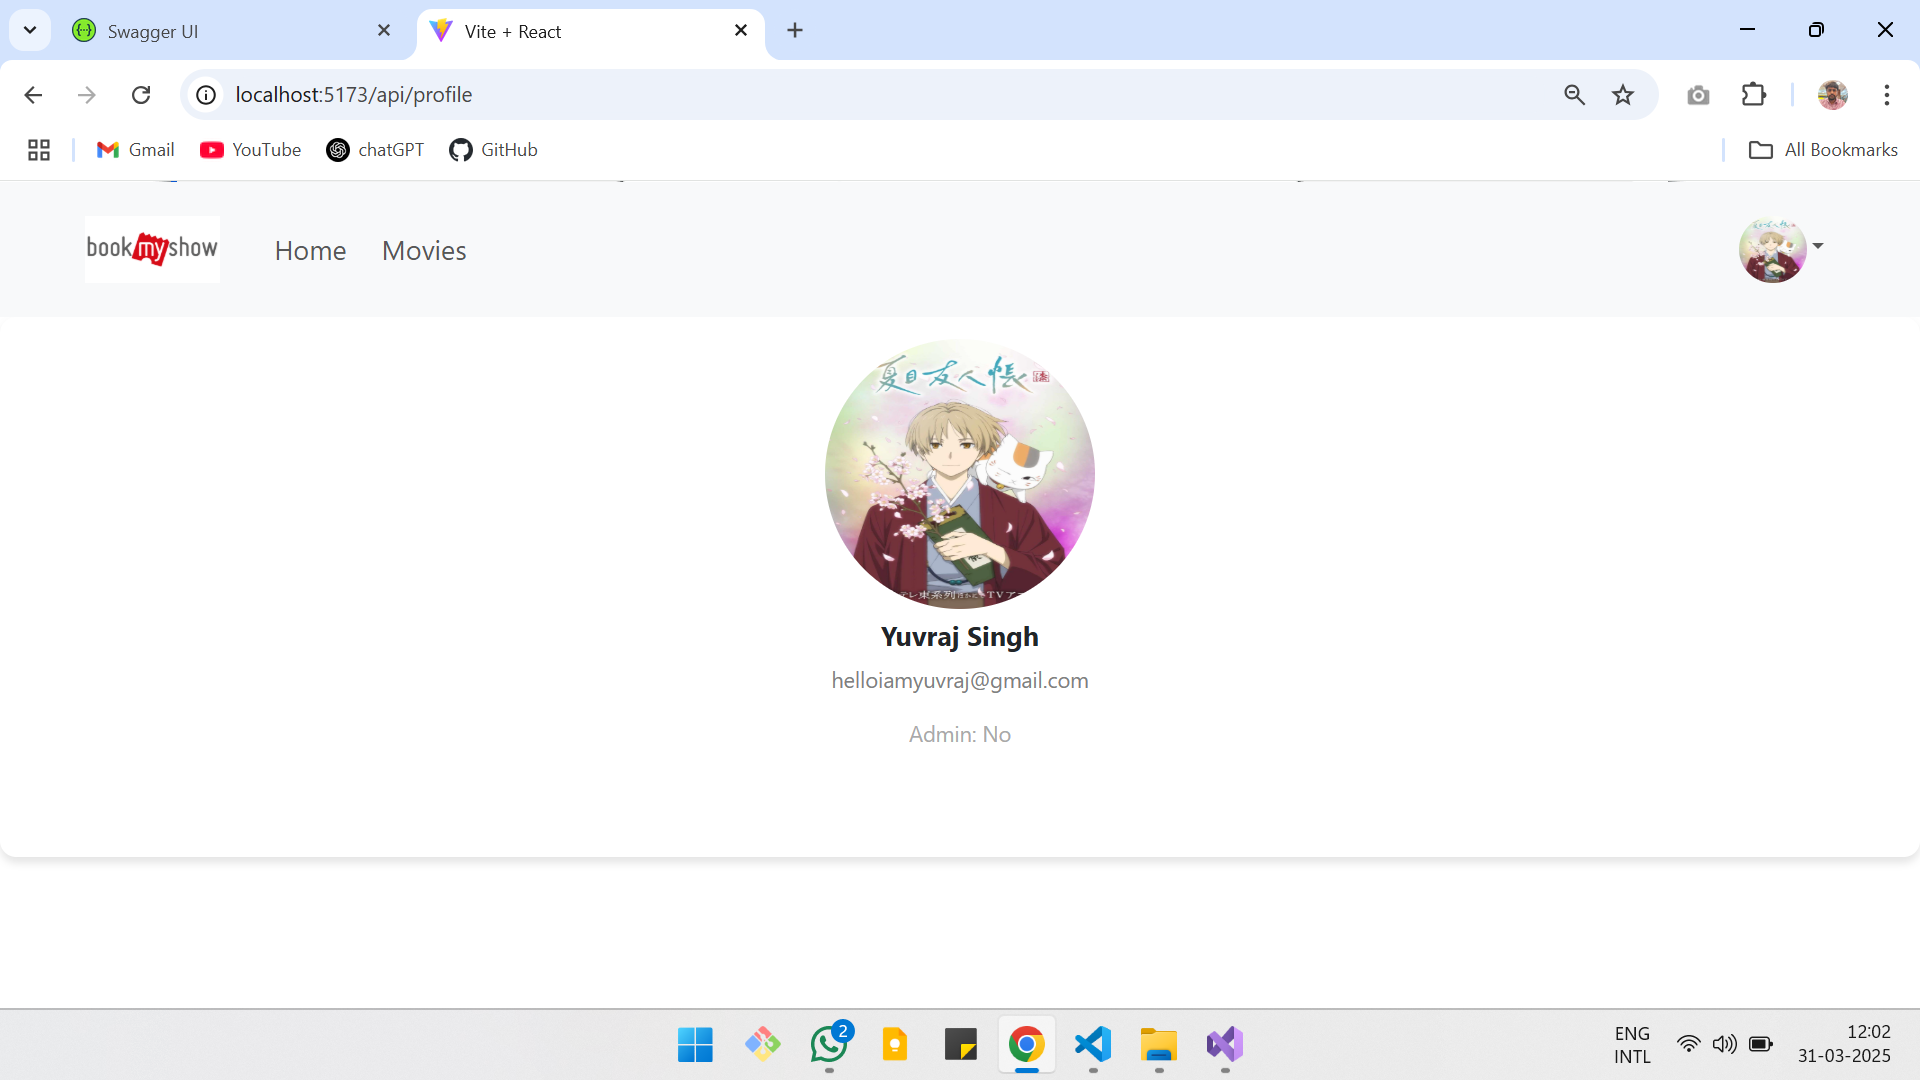 Swagger UI
Vite + React
localhost:5173/api/profile
Gmail
YouTube
chatGPT
GitHub
All Bookmarks
bookmyshow
Home
Movies
夏目友人帳
Yuvraj Singh
helloiamyuvraj@gmail.com
Admin: No
2
ENG
INTL
12:02
31-03-2025